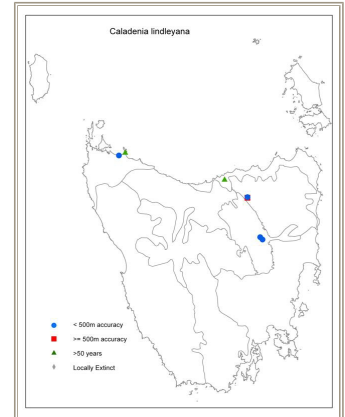 Caladenia lindleyana
< 500m accuracy
>= 500m accuracy
>50 years
Locally Extinct